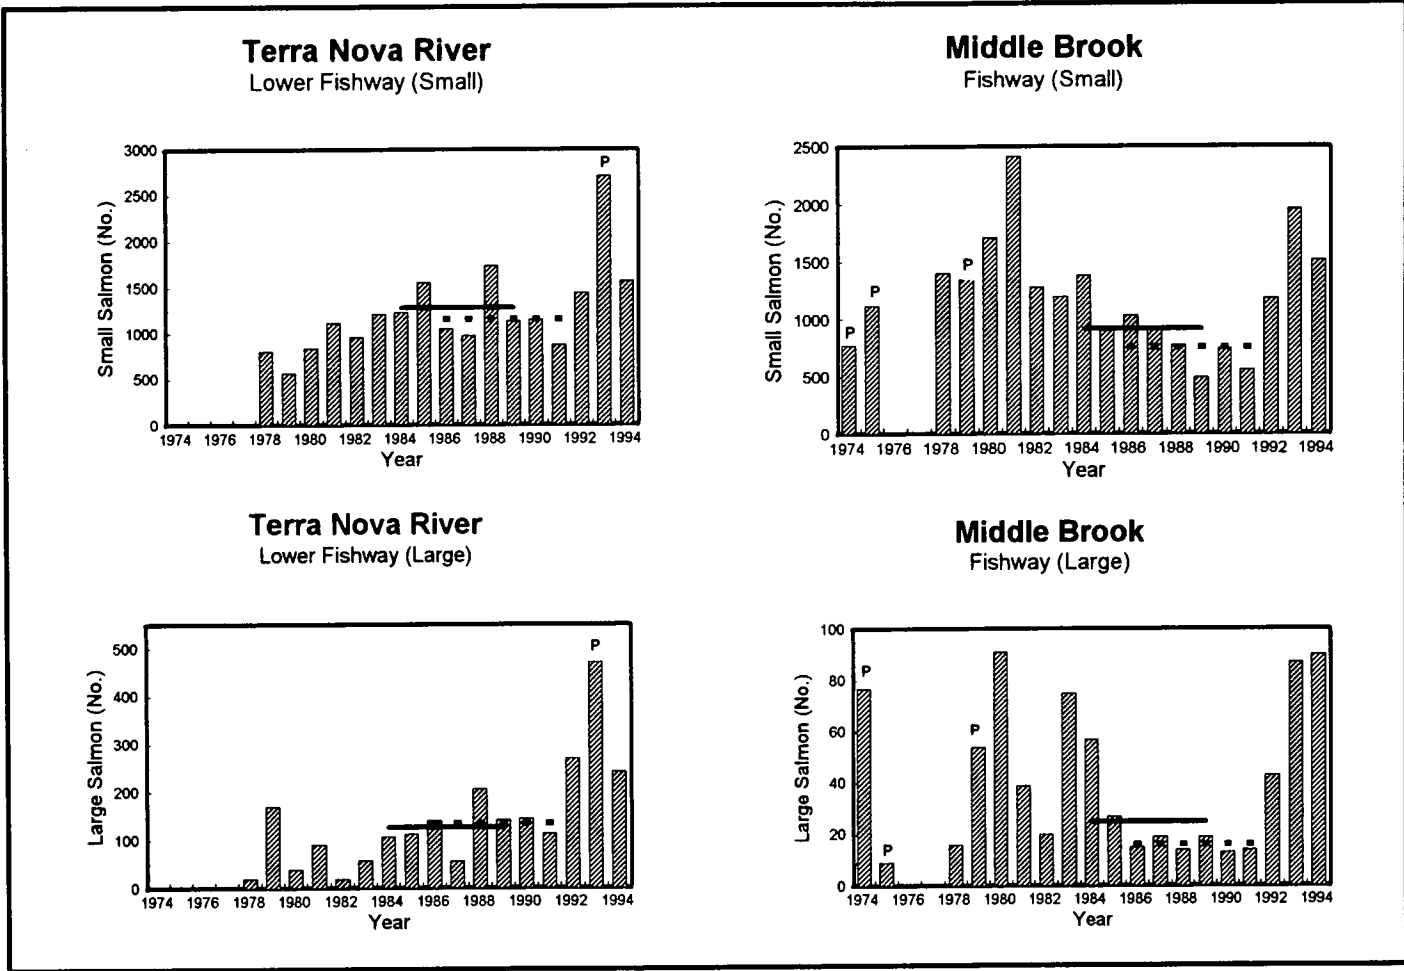 Terra Nova River
Lower Fishway (Small)
3000
2500
2000
1500
1000
500
0
Small Salmon (No.)
P
1974 1976 1978 1980 1982 1984 1986 1988 1990 1992 1994
Year
Middle Brook
Fishway (Small)
2500
2000
1500
1000
500
0
Small Salmon (No.)
P
P
P
1974 1976 1978 1980 1982 1984 1986 1988 1990 1992 1994
Year
Terra Nova River
Lower Fishway (Large)
500
400
300
200
100
0
Large Salmon (No.)
P
1974 1976 1978 1980 1982 1984 1986 1988 1990 1992 1994
Year
Middle Brook
Fishway (Large)
100
80
60
40
20
0
Large Salmon (No.)
P
P
P
1974 1976 1978 1980 1982 1984 1986 1988 1990 1992 1994
Year